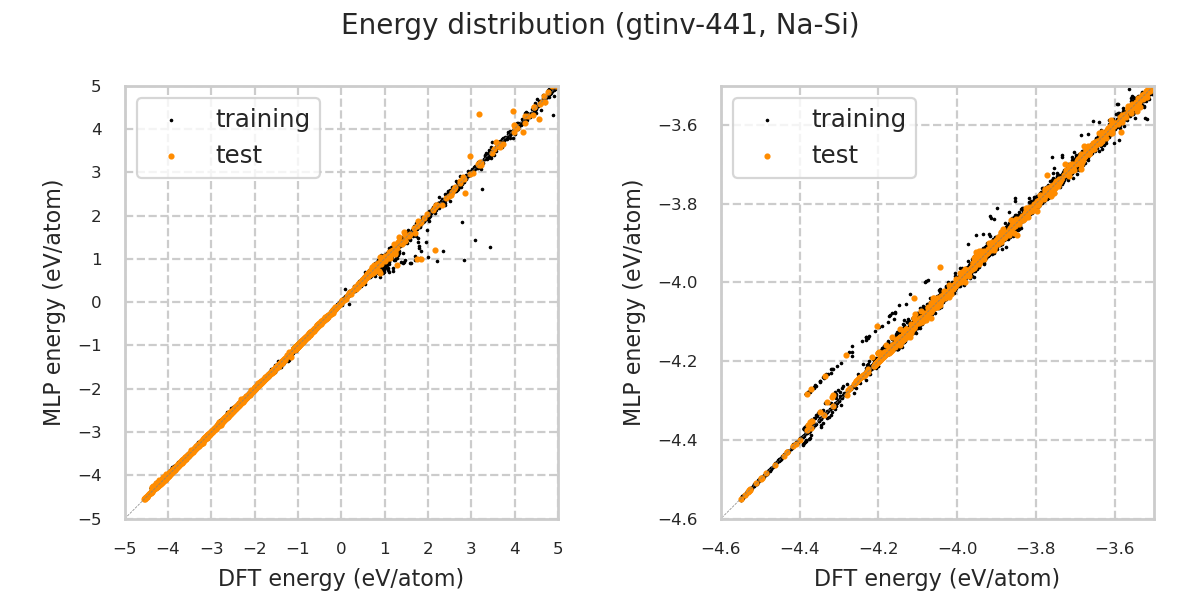 Energy distribution (gtinv-441, Na-Si)
MLP energy (eV/atom)
5
4
3
2
1
0
−1
−2
−3
−4
−5
training
test
−5 −4 −3 −2 −1 0 1 2 3 4 5
DFT energy (eV/atom)
MLP energy (eV/atom)
−3.6
−3.8
−4.0
−4.2
−4.4
−4.6
training
test
−4.6 −4.4 −4.2 −4.0 −3.8 −3.6
DFT energy (eV/atom)